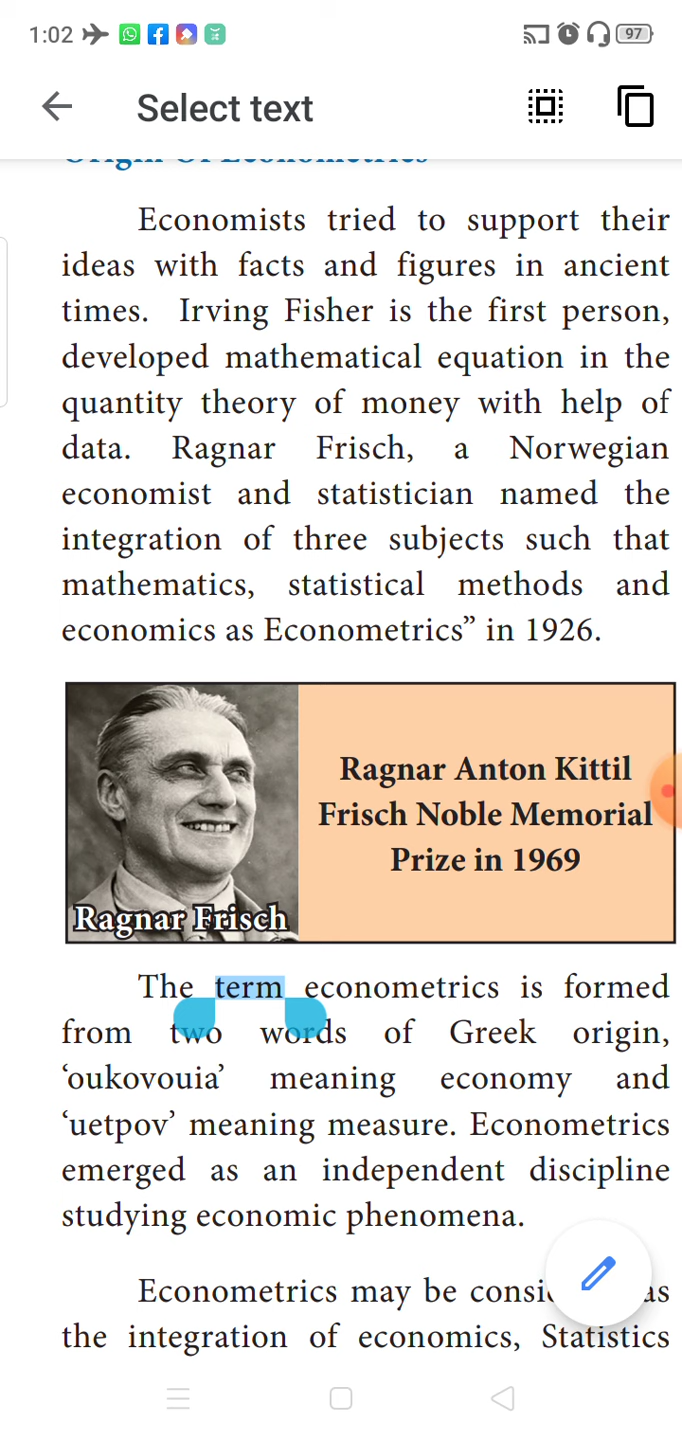 1:02 97
Select text
Origin Of Econometrics
Economists tried to support their
ideas with facts and figures in ancient
times. Irving Fisher is the first person,
developed mathematical equation in the
quantity theory of money with help of
data. Ragnar Frisch, a Norwegian
economist and statistician named the
integration of three subjects such that
mathematics, statistical methods and
economics as Econometrics” in 1926.
Ragnar Anton Kittil
Frisch Noble Memorial
Prize in 1969
Ragnar Frisch
The term econometrics is formed
from two words of Greek origin,
‘oukovouia’ meaning economy and
‘uetpov’ meaning measure. Econometrics
emerged as an independent discipline
studying economic phenomena.
Econometrics may be as
the integration of economics, Statistics